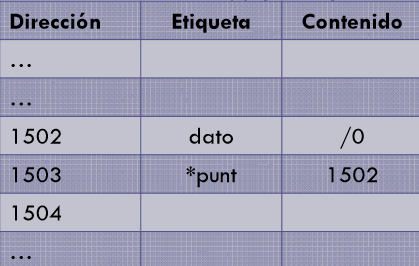 Dirección Etiqueta Contenido
...
...
1502 dato /0
1503 *punt 1502
1504
...